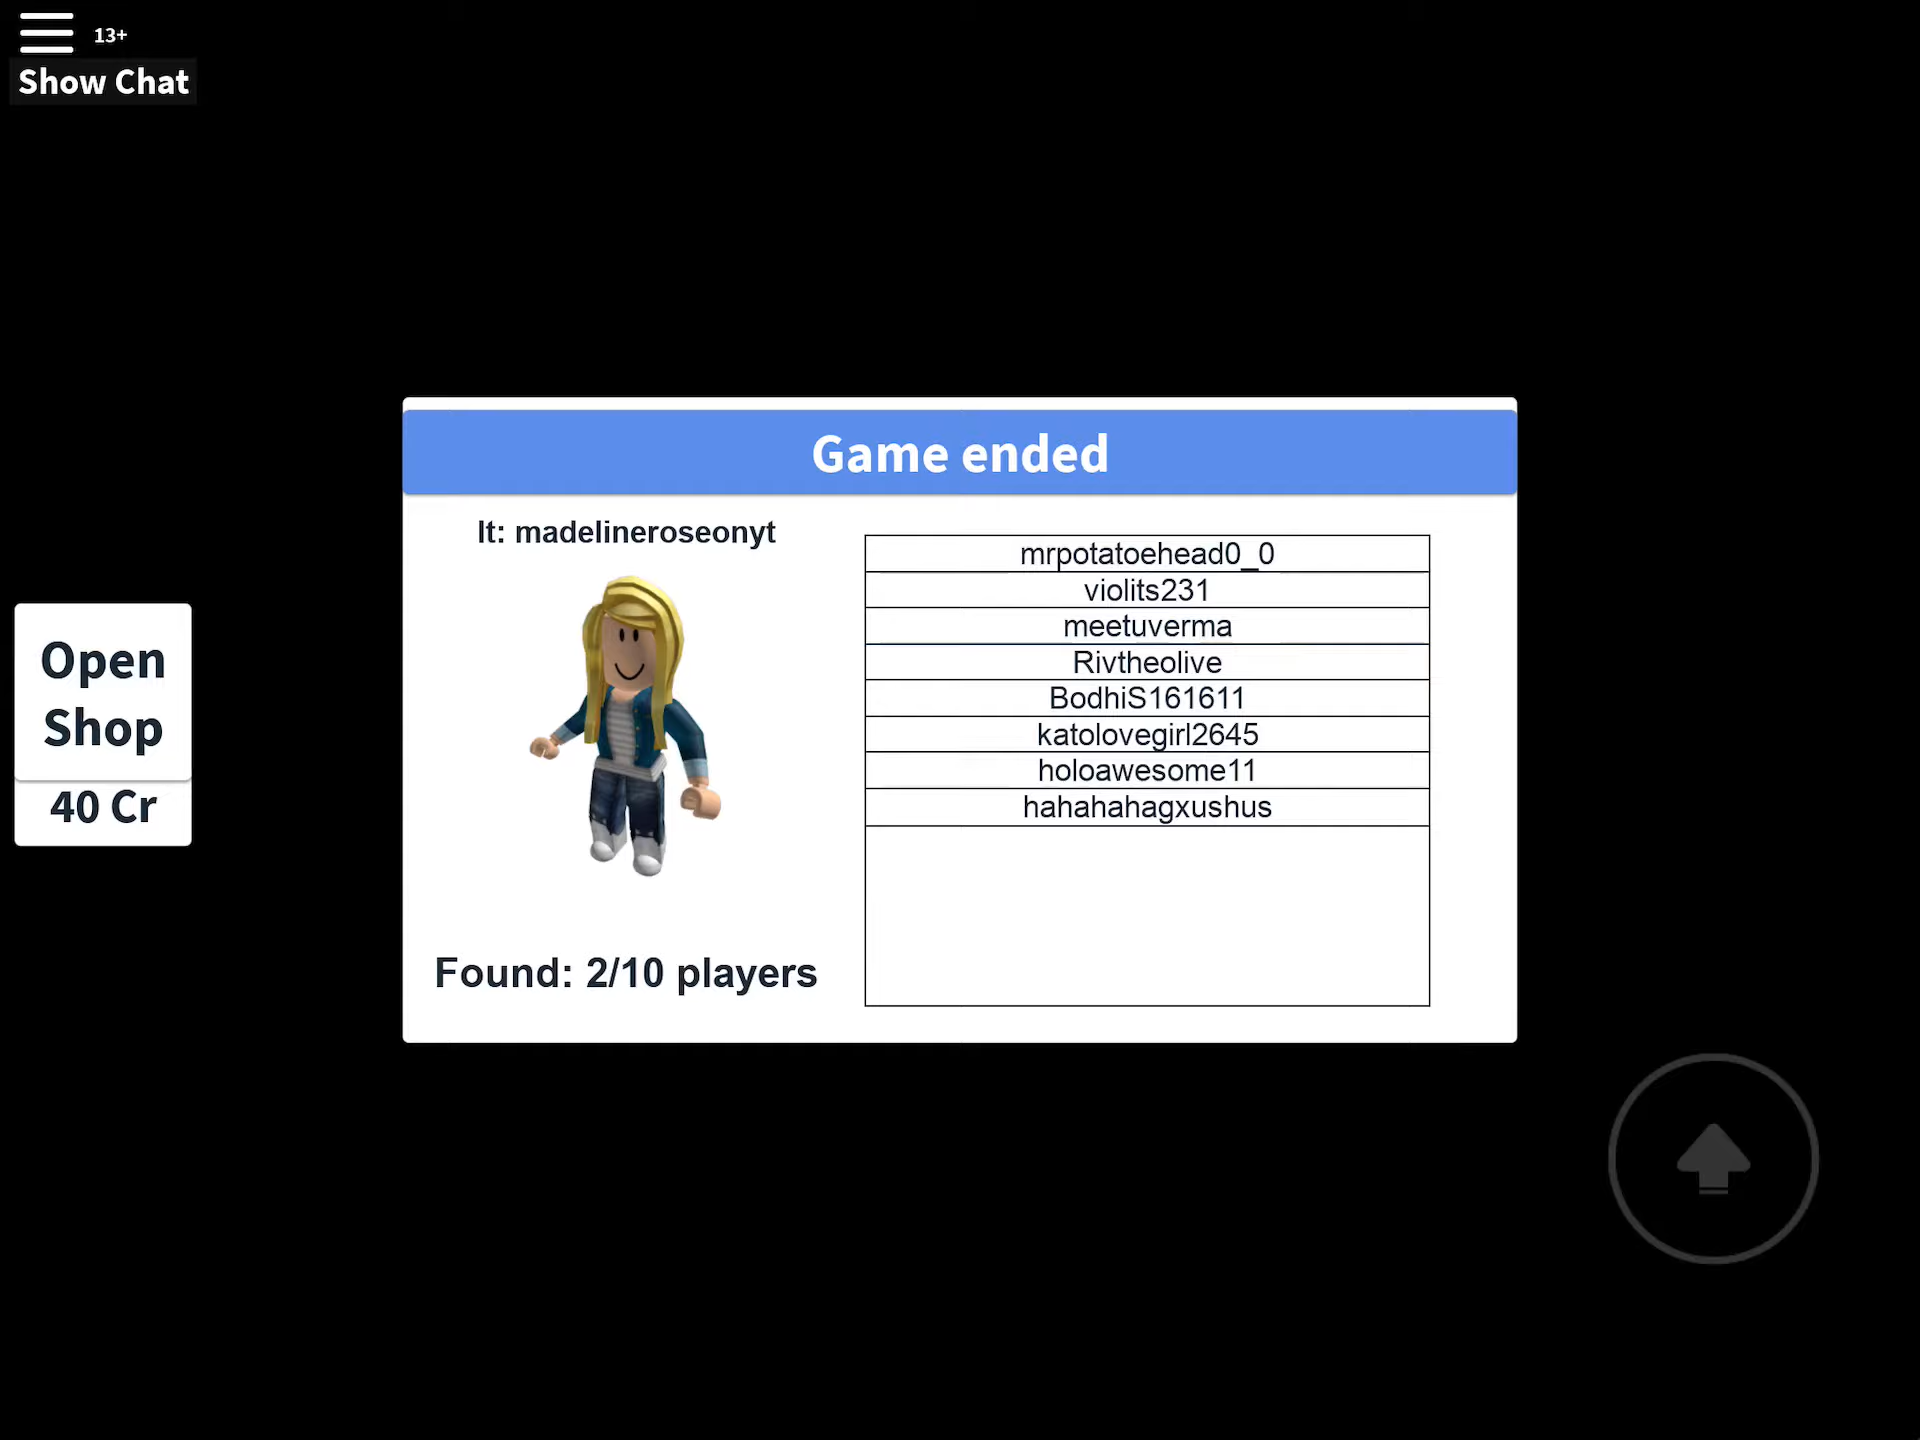 13+
Show Chat
Game ended
It: madelineroseonyt
mrpotatoehead0_0
violits231
meetuverma
Rivtheolive
BodhiS161611
katolovegirl2645
holoawesome11
hahahahagxushus
Found: 2/10 players
Open
Shop
40 Cr